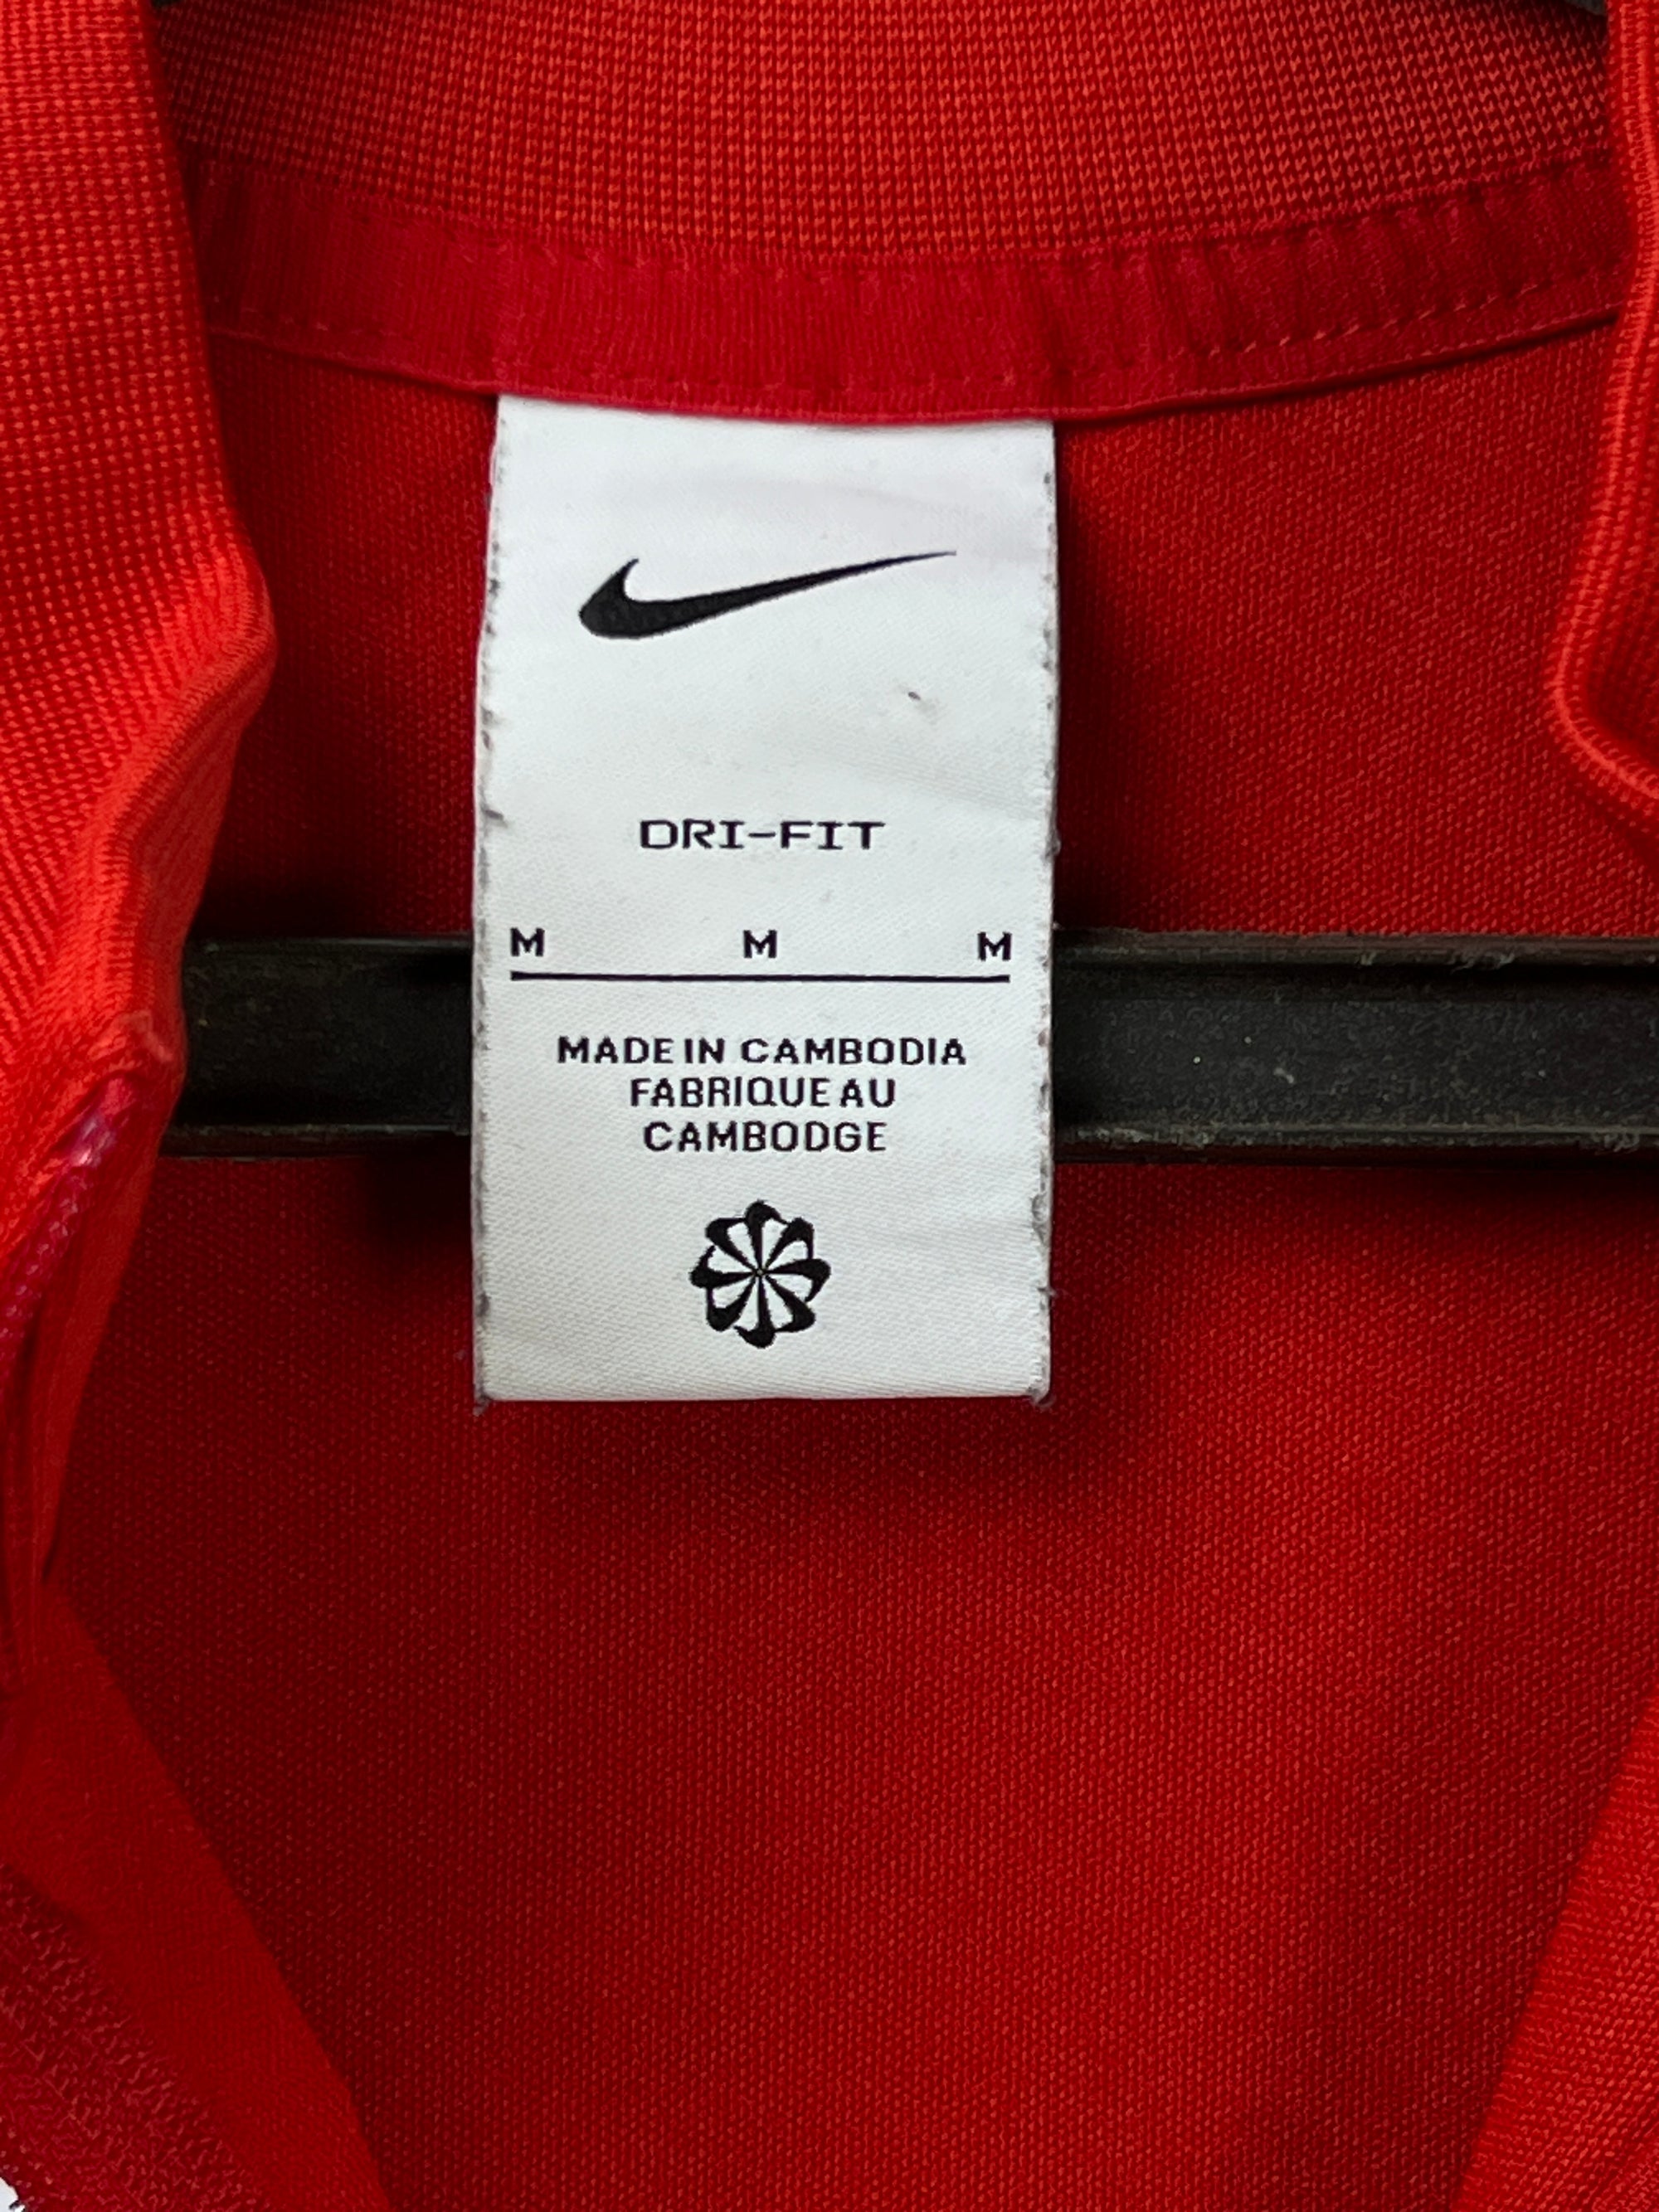 DRI-FIT
M M M
MADE IN CAMBODIA
FABRIQUE AU
CAMBODGE